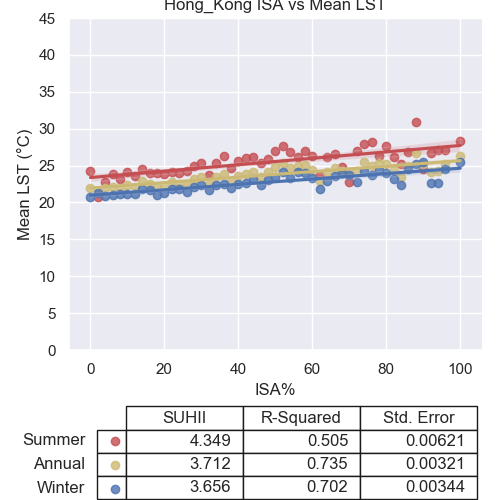 Hong_Kong ISA vs Mean LST
45
40
35
30
25
20
15
10
5
0
Mean LST (°C)
0 20 40 60 80 100
ISA%
SUHII R-Squared Std. Error
Summer 4.349 0.505 0.00621
Annual 3.712 0.735 0.00321
Winter 3.656 0.702 0.00344